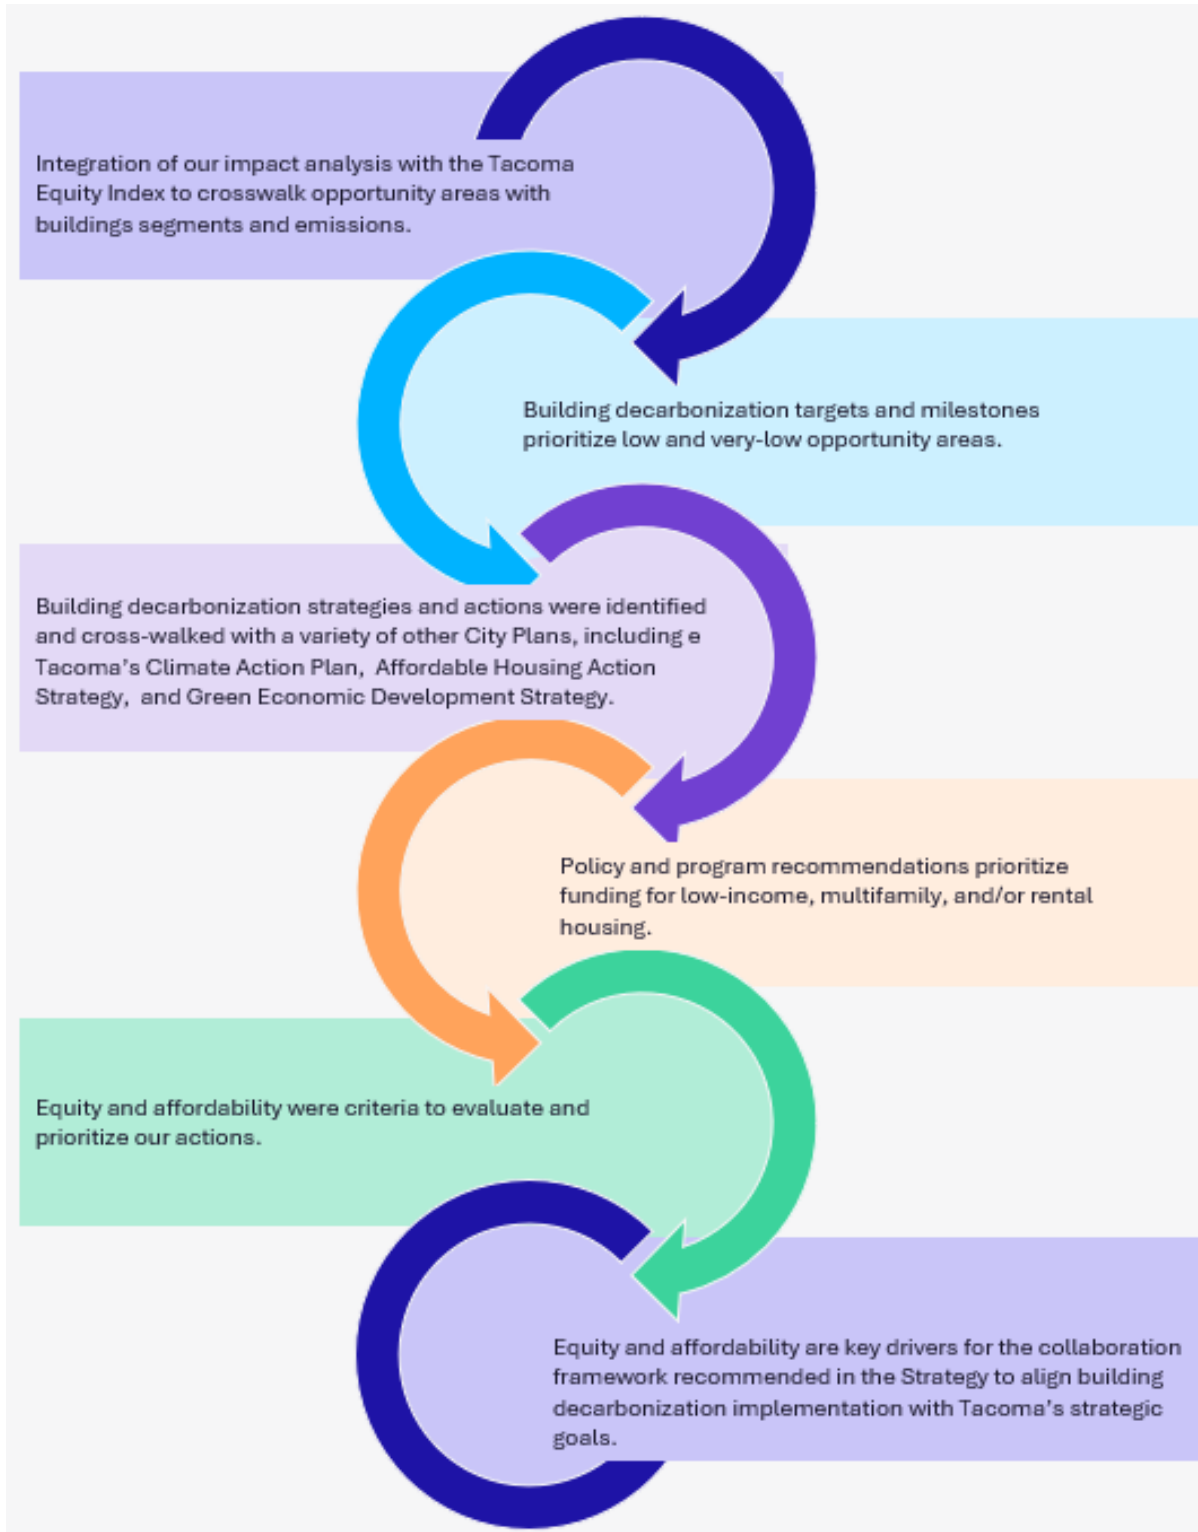 Integration of our impact analysis with the Tacoma
Equity Index to crosswalk opportunity areas with
buildings segments and emissions.
Building decarbonization targets and milestones
prioritize low and very-low opportunity areas.
Building decarbonization strategies and actions were identified
and cross-walked with a variety of other City Plans, including e
Tacoma’s Climate Action Plan,  Affordable Housing Action
Strategy,  and Green Economic Development Strategy.
Policy and program recommendations prioritize
funding for low-income, multifamily, and/or rental
housing.
Equity and affordability were criteria to evaluate and
prioritize our actions.
Equity and affordability are key drivers for the collaboration
framework recommended in the Strategy to align building
decarbonization implementation with Tacoma’s strategic
goals.